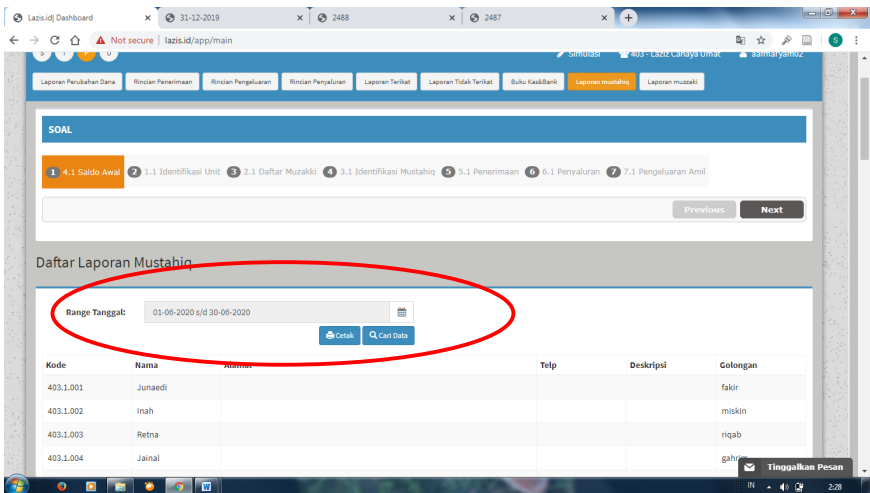 Lazis.id| Dashboard
31-12-2019
2488
2487
Not secure | lazis.id/app/main
S
S
Simulasi
403 - Laziz Cahaya Umat
aalmaryam02
Laporan Perubahan Dana
Rincian Penerimaan
Rincian Pengeluaran
Rincian Penyaluran
Laporan Terikat
Laporan Tidak Terikat
Buku Kas&Bank
Laporan mustahiq
Laporan muzzaki
SOAL
1 4.1 Saldo Awal
2 1.1 Identifikasi Unit
3 2.1 Daftar Muzakki
4 3.1 Identifikasi Mustahiq
5 5.1 Penerimaan
6 6.1 Penyaluran
7 7.1 Pengeluaran Amil
Previous
Next
Daftar Laporan Mustahiq
Range Tanggal:
01-06-2020 s/d 30-06-2020
Cetak
Cari Data
Kode Nama Alamat Telp Deskripsi Golongan
403.1.001 Junaedi fakir
403.1.002 Inah miskin
403.1.003 Retna riqab
403.1.004 Jainal gahrim
Tinggalkan Pesan
IN
2:28